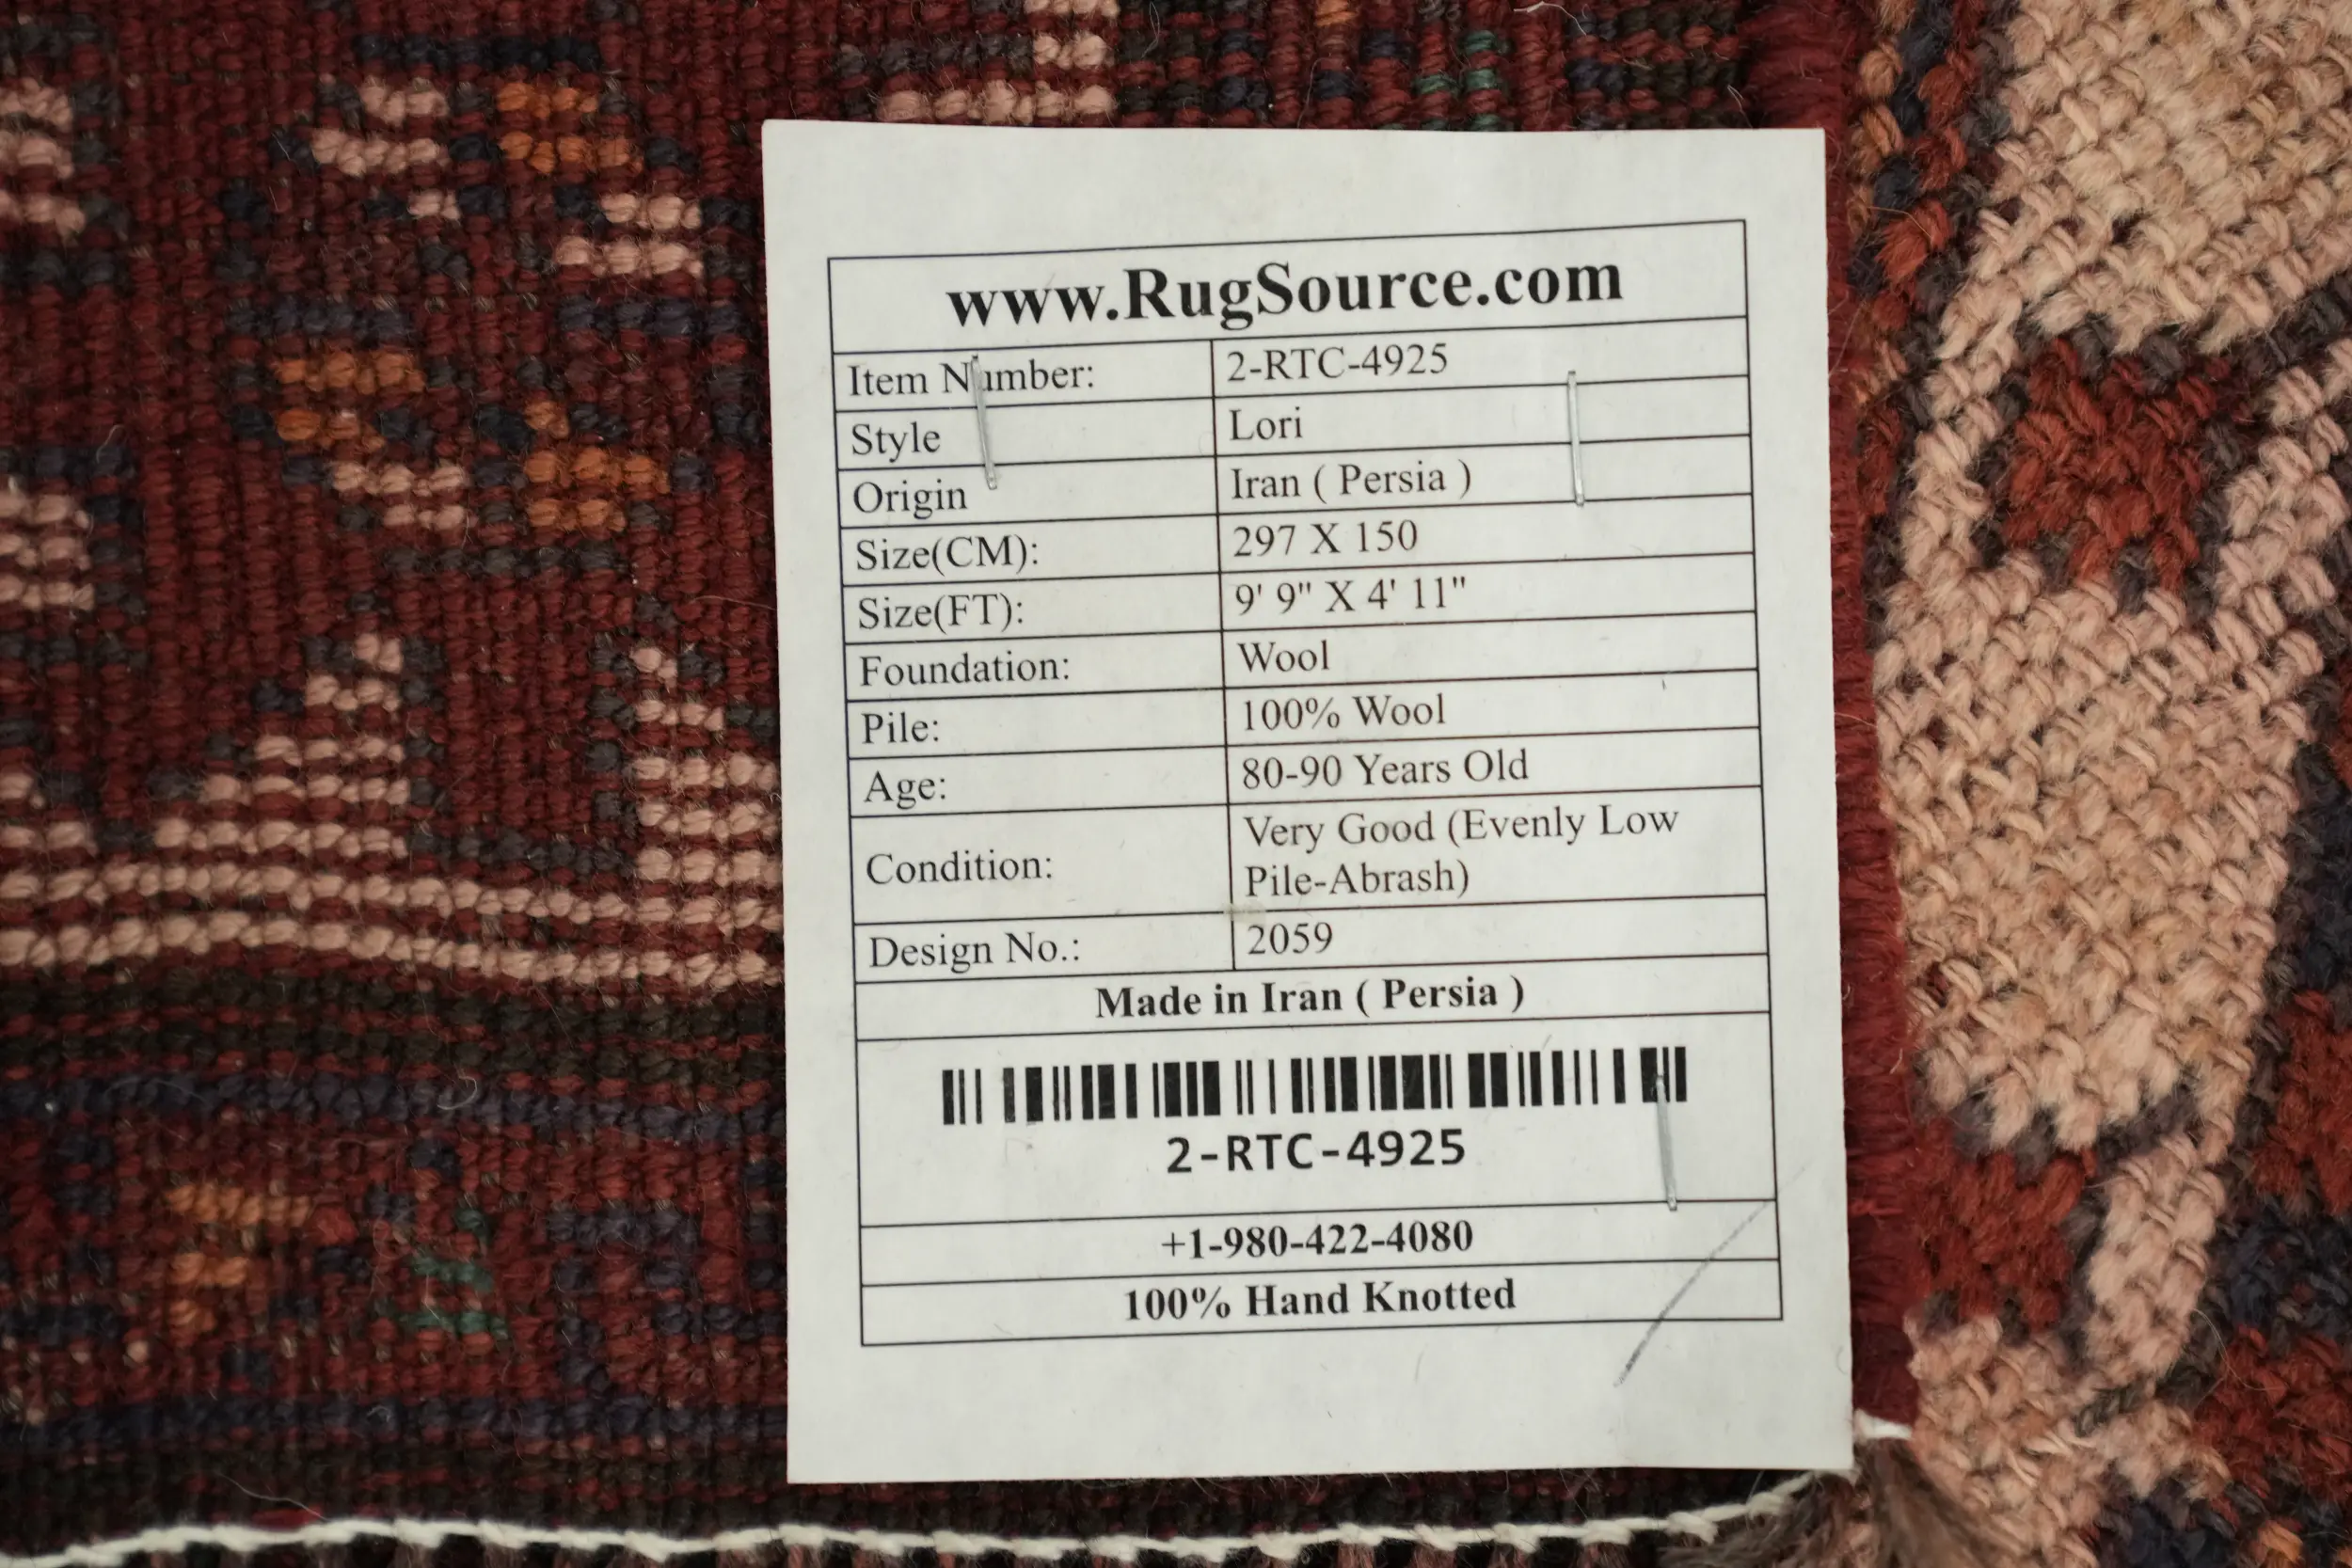 www.RugSource.com
Item Number: 2-RTC-4925
Style Lori
Origin Iran ( Persia )
Size(CM): 297 X 150
Size(FT): 9' 9" X 4' 11"
Foundation: Wool
Pile: 100% Wool
Age: 80-90 Years Old
Condition: Very Good (Evenly Low
Pile-Abrash)
Design No.: 2059
Made in Iran ( Persia )
2-RTC-4925
+1-980-422-4080
100% Hand Knotted